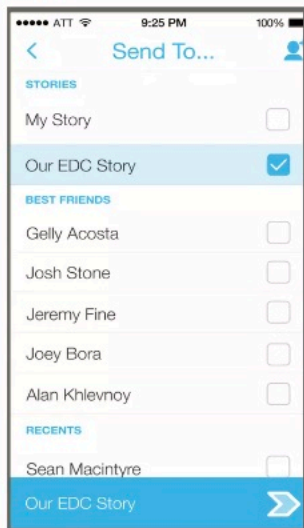 ATT 9:25 PM 100%
Send To...
STORIES
My Story
Our EDC Story
BEST FRIENDS
Gelly Acosta
Josh Stone
Jeremy Fine
Joey Bora
Alan Khlevnoy
RECENTS
Sean Macintyre
Our EDC Story